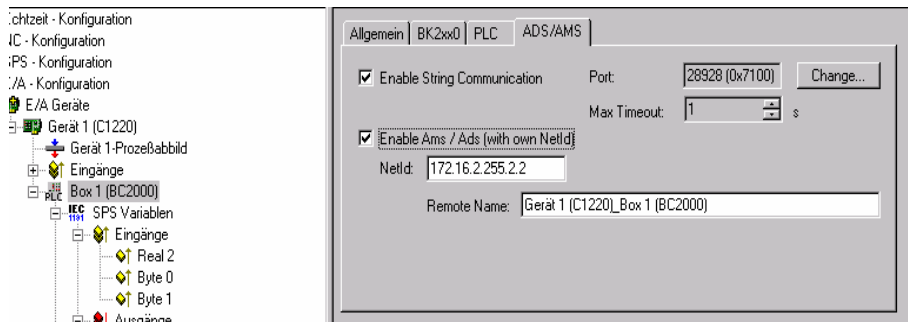 chtzeit - Konfiguration
C - Konfiguration
PS - Konfiguration
/A - Konfiguration
E/A Geräte
Gerät 1 (C1220)
Gerät 1-Prozeßabbild
Eingänge
Box 1 (BC2000)
PLC
IEC
1131
SPS Variablen
Eingänge
Real 2
Byte 0
Byte 1
Ausgänge
Allgemein BK2xx0 PLC ADS/AMS
Enable String Communication Port: 28928 (0x7100) Change...
Max Timeout: 1 s
Enable Ams / Ads (with own NetId)
NetId: 172.16.2.255.2.2
Remote Name: Gerät 1 (C1220)_Box 1 (BC2000)